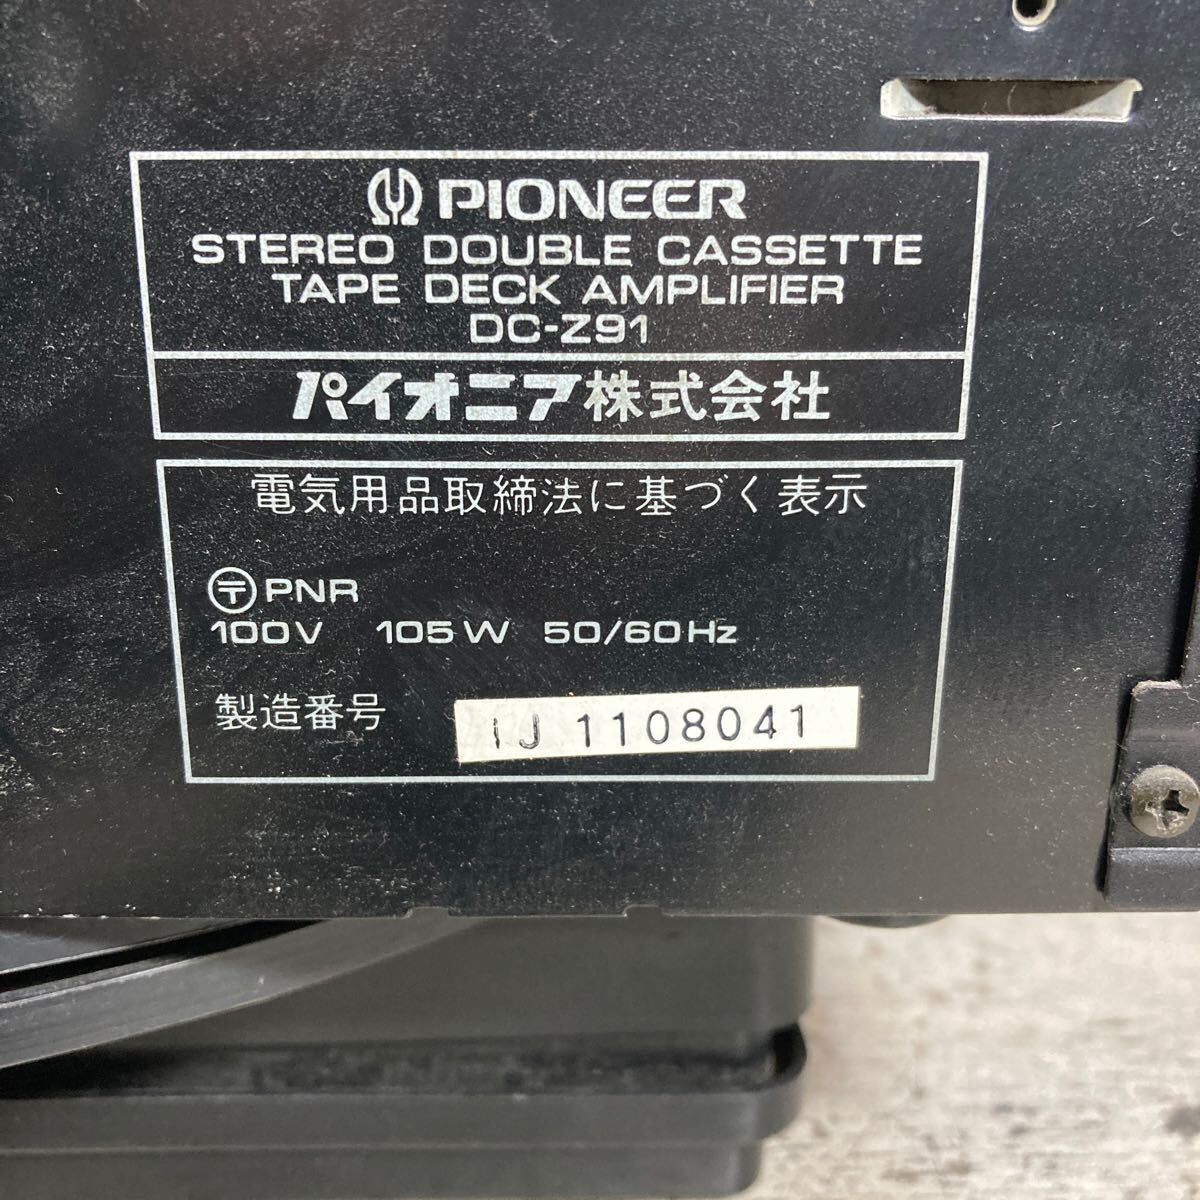 PIONEER
STEREO DOUBLE CASSETTE
TAPE DECK AMPLIFIER
DC-Z91
パイオニア株式会社
電気用品取締法に基づく表示
〒PNR
100V 105W 50/60Hz
製造番号 IJ 1108041